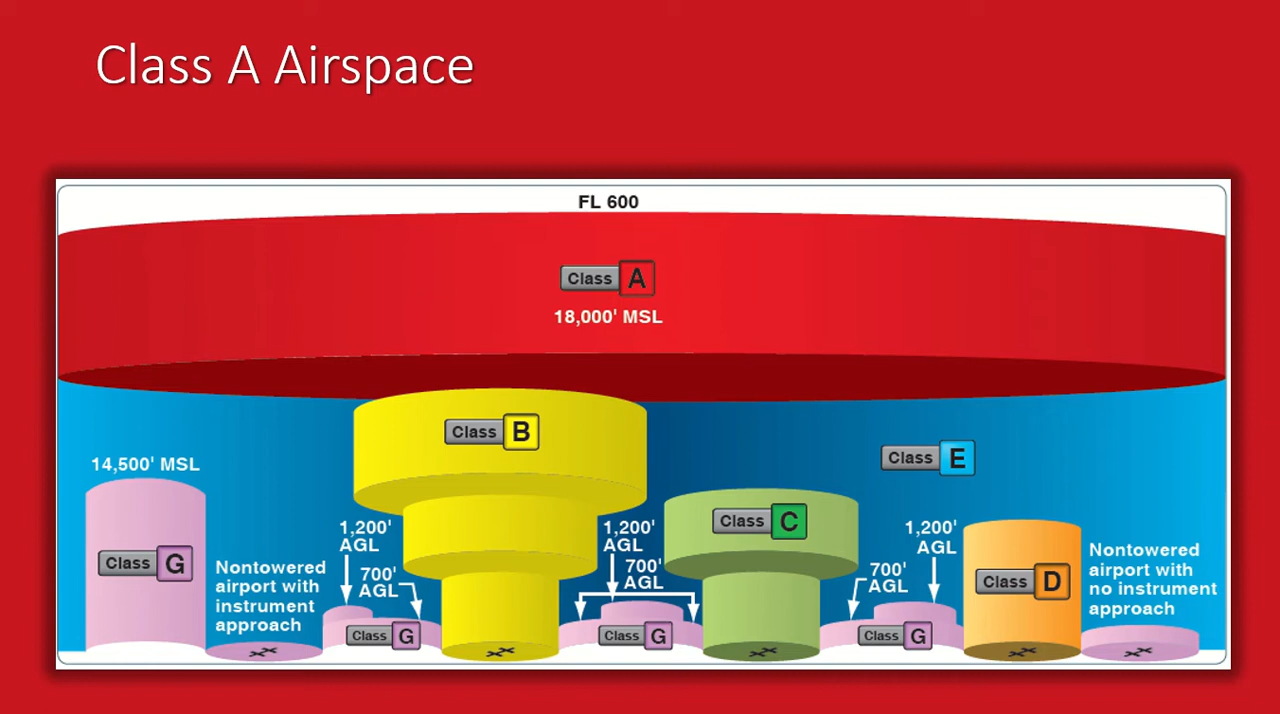 Class A Airspace
FL 600
Class A
18,000' MSL
Class B
Class E
14,500' MSL
Class G
Class C
1,200'
AGL
700'
AGL
1,200'
AGL
700'
AGL
1,200'
AGL
700'
AGL
Class D
Nontowered
airport with
instrument
approach
Nontowered
airport with
no instrument
approach
Class G
Class G
Class G